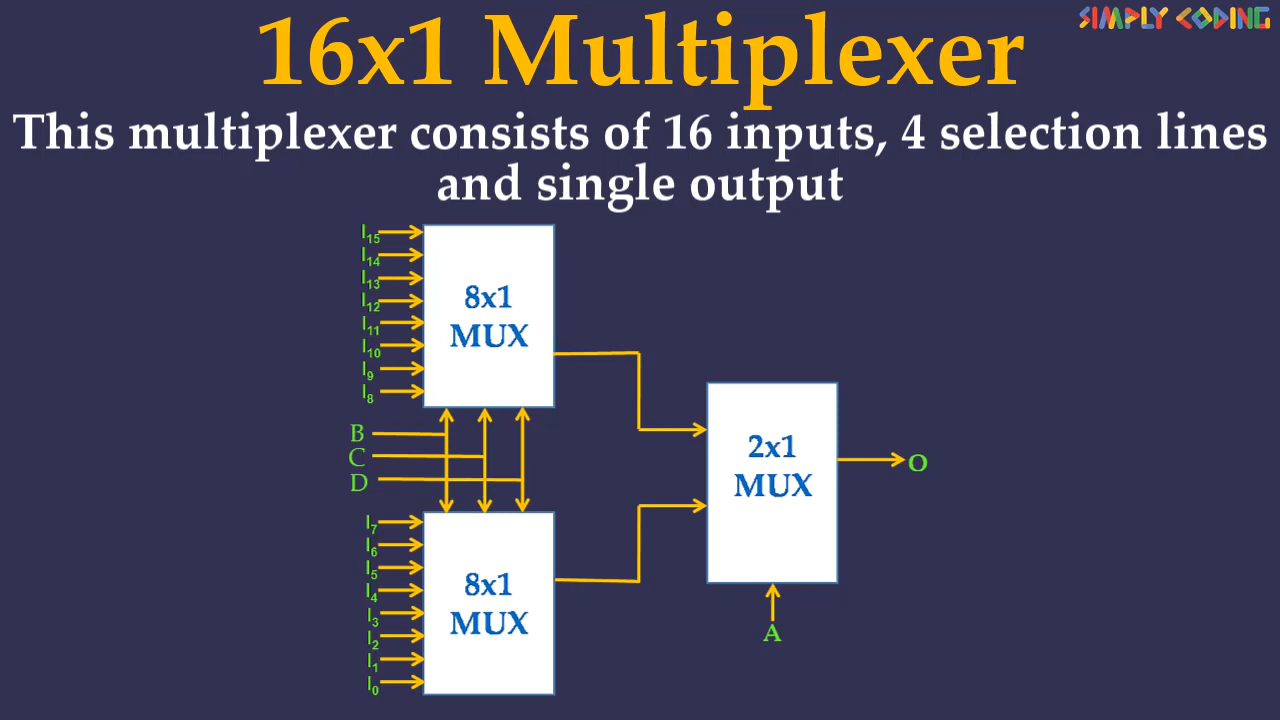 SIMPLY CODING
16x1 Multiplexer
This multiplexer consists of 16 inputs, 4 selection lines
and single output
I₁₅
I₁₄
I₁₃
I₁₂
I₁₁
I₁₀
I₉
I₈
8x1
MUX
B
C
D
I₇
I₆
I₅
I₄
I₃
I₂
I₁
I₀
8x1
MUX
2x1
MUX
O
A